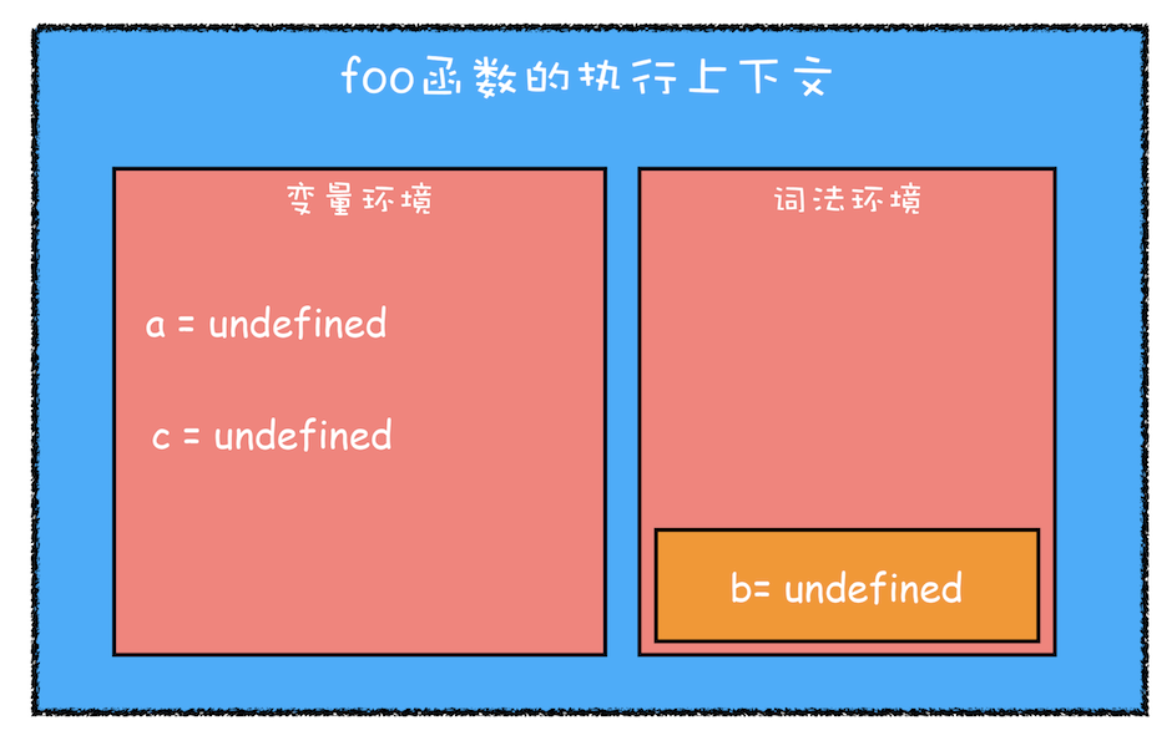 foo函数的执行上下文
变量环境
a = undefined
c = undefined
词法环境
b= undefined